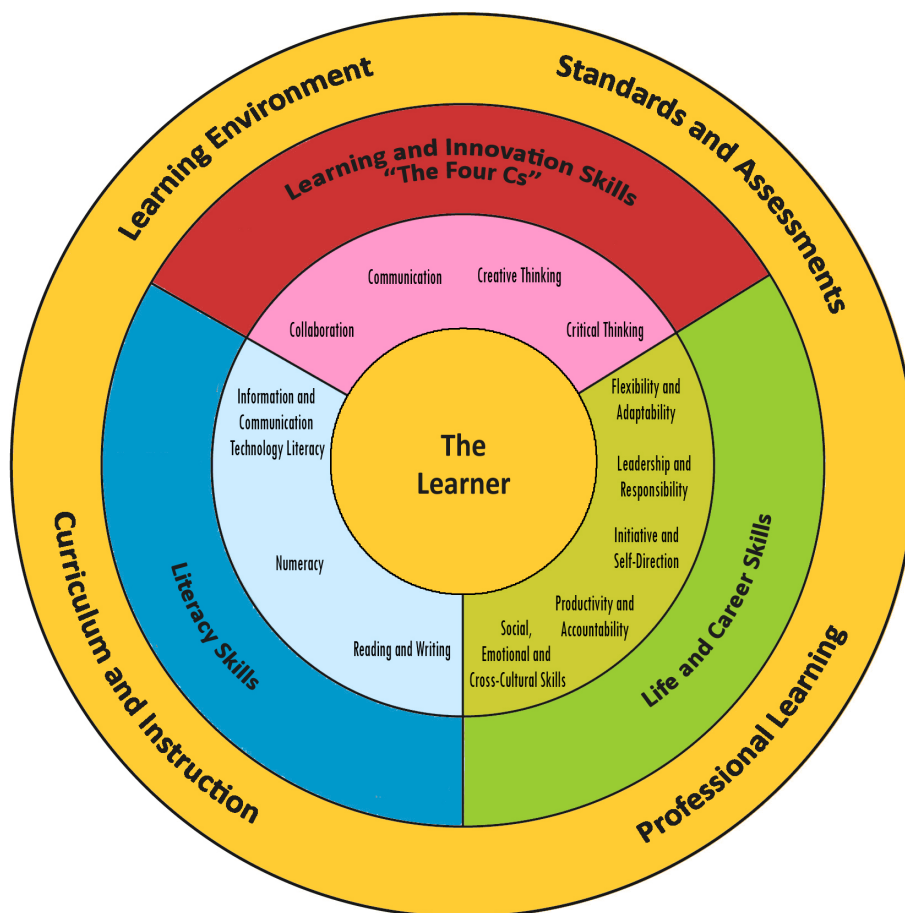 Learning Environment
Standards and Assessments
Learning and Innovation Skills
“The Four Cs”
Communication
Creative Thinking
Collaboration
Critical Thinking
Information and
Communication
Technology Literacy
Numeracy
Reading and Writing
The
Learner
Flexibility and
Adaptability
Leadership and
Responsibility
Initiative and
Self-Direction
Productivity and
Accountability
Social,
Emotional and
Cross-Cultural Skills
Literacy Skills
Life and Career Skills
Curriculum and Instruction
Professional Learning